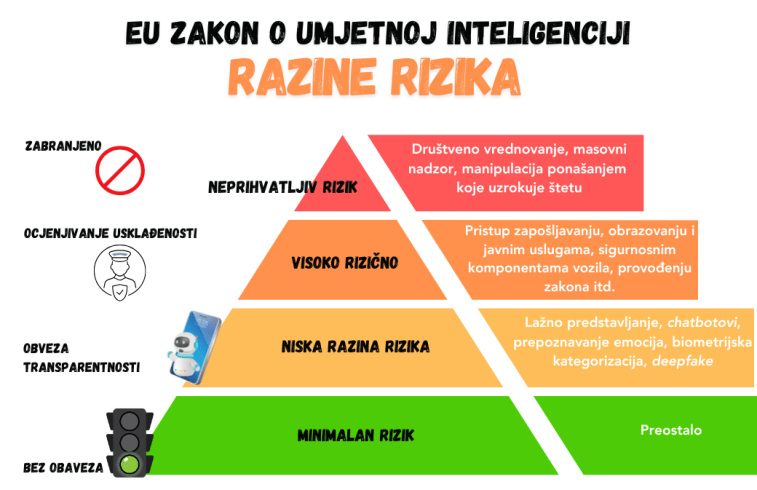 EU ZAKON O UMJETNOJ INTELIGENCIJI
RAZINE RIZIKA
ZABRANJENO
NEPRIHVATLJIV RIZIK
Društveno vrednovanje, masovni
nadzor, manipulacija ponašanjem
koje uzrokuje štetu
OCJENJIVANJE USKLAĐENOSTI
VISOKO RIZIČNO
Pristup zapošljavanju, obrazovanju i
javnim uslugama, sigurnosnim
komponentama vozila, provođenju
zakona itd.
OBVEZA
TRANSPARENTNOSTI
NISKA RAZINA RIZIKA
Lažno predstavljanje, chatbotovi,
prepoznavanje emocija, biometrijska
kategorizacija, deepfake
BEZ OBAVEZA
MINIMALAN RIZIK
Preostalo